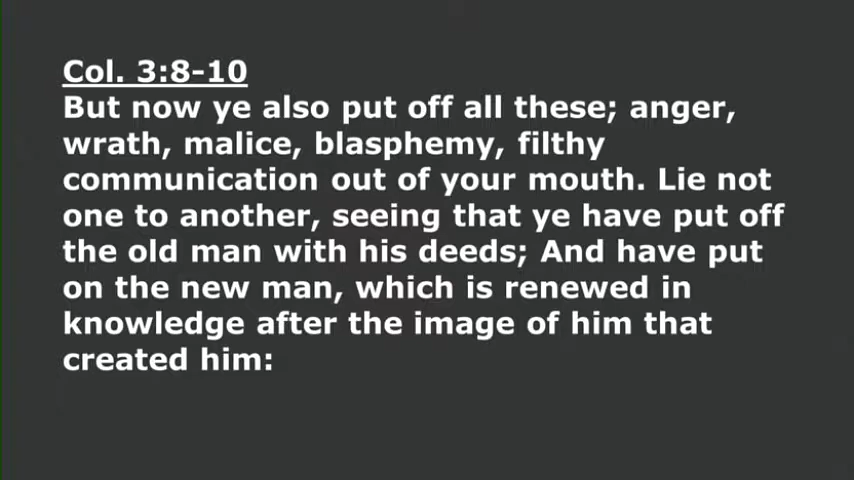 Col. 3:8-10
But now ye also put off all these; anger,
wrath, malice, blasphemy, filthy
communication out of your mouth. Lie not
one to another, seeing that ye have put off
the old man with his deeds; And have put
on the new man, which is renewed in
knowledge after the image of him that
created him: